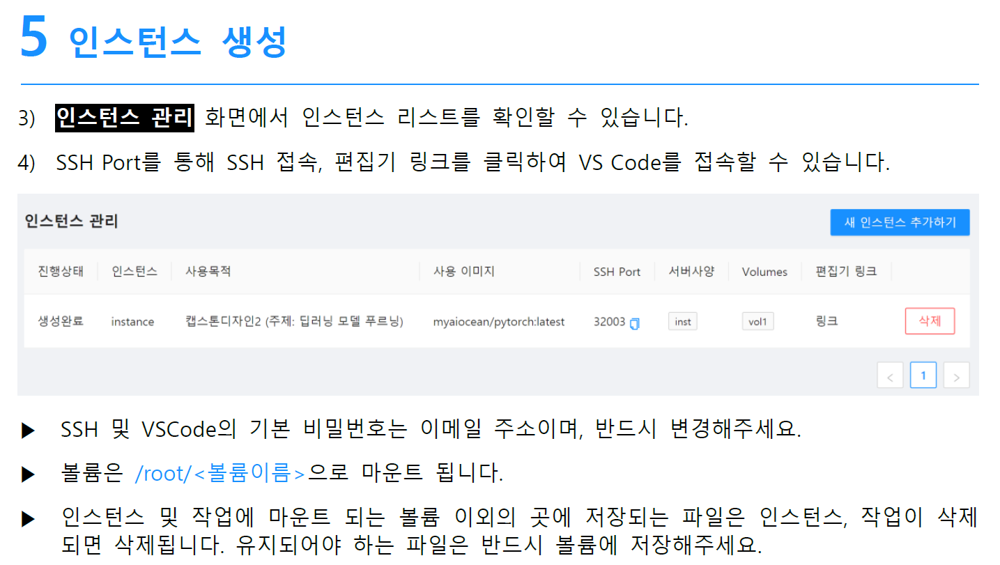 5 인스턴스 생성
3) 인스턴스 관리 화면에서 인스턴스 리스트를 확인할 수 있습니다.
4) SSH Port를 통해 SSH 접속, 편집기 링크를 클릭하여 VS Code를 접속할 수 있습니다.
인스턴스 관리 새 인스턴스 추가하기
진행상태 인스턴스 사용목적 사용 이미지 SSH Port 서버사양 Volumes 편집기 링크
생성완료 instance 캡스톤디자인2 (주제: 딥러닝 모델 푸르닝) myaiocean/pytorch:latest 32003 inst vol1 링크 삭제
< 1 >
▶ SSH 및 VSCode의 기본 비밀번호는 이메일 주소이며, 반드시 변경해주세요.
▶ 볼륨은 /root/<볼륨이름>으로 마운트 됩니다.
▶ 인스턴스 및 작업에 마운트 되는 볼륨 이외의 곳에 저장되는 파일은 인스턴스, 작업이 삭제
되면 삭제됩니다. 유지되어야 하는 파일은 반드시 볼륨에 저장해주세요.